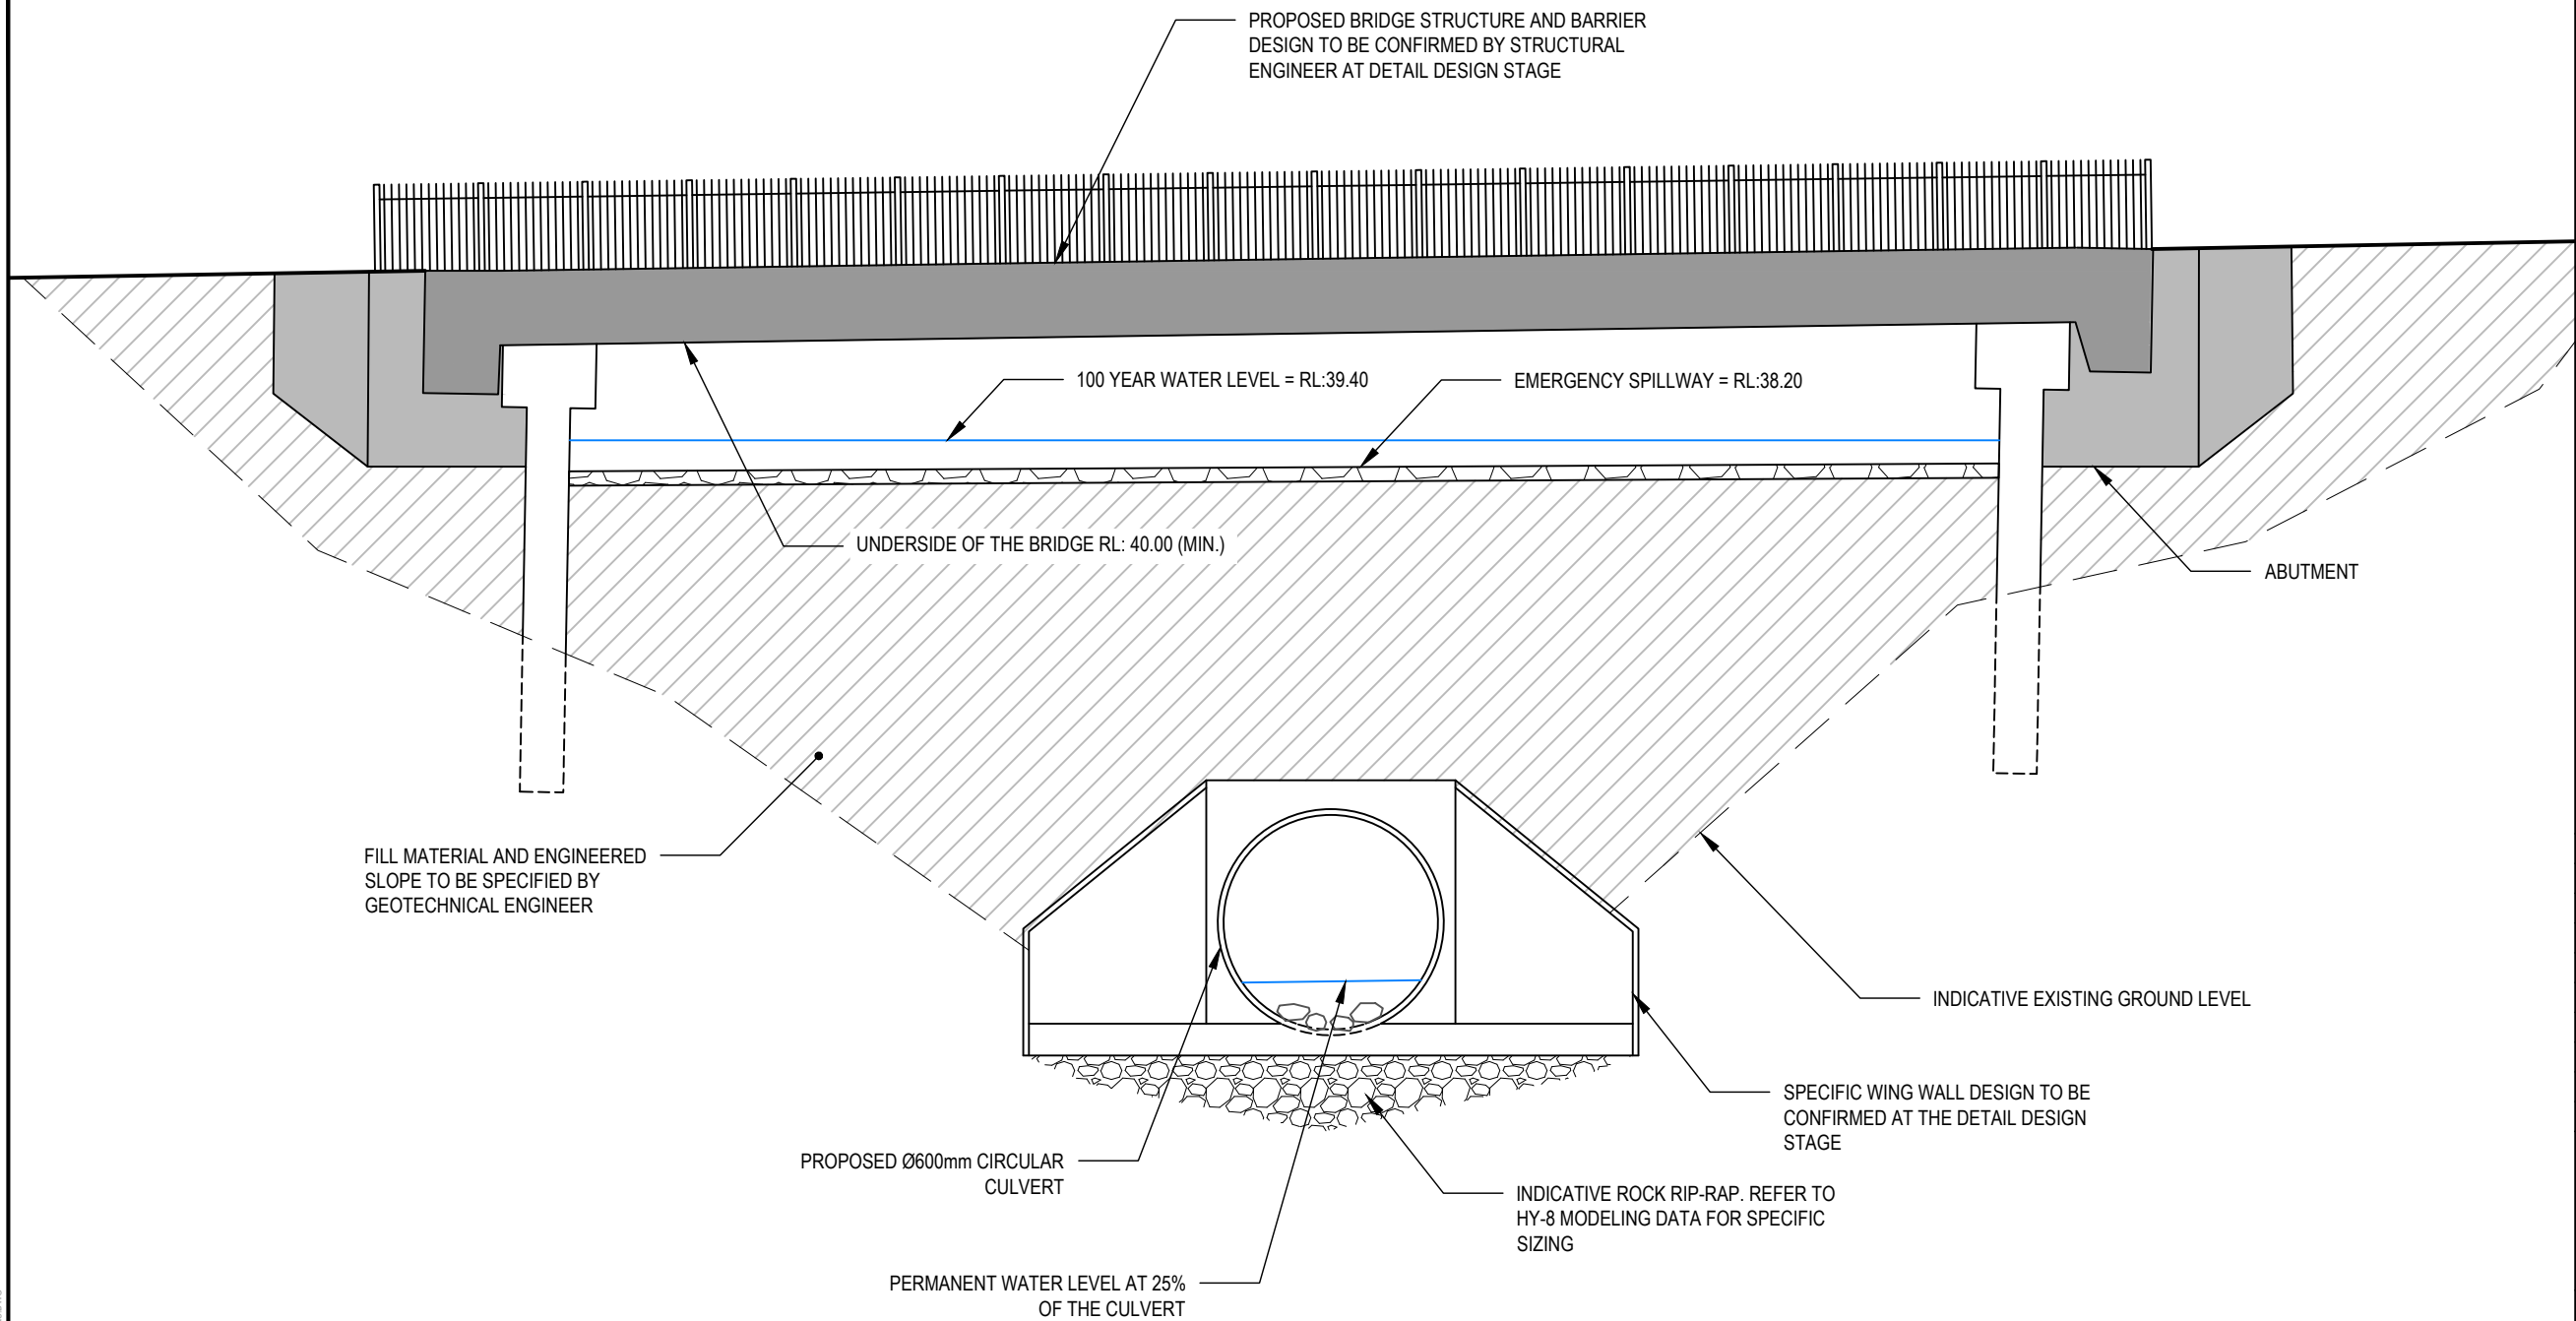 PROPOSED BRIDGE STRUCTURE AND BARRIER
DESIGN TO BE CONFIRMED BY STRUCTURAL
ENGINEER AT DETAIL DESIGN STAGE
100 YEAR WATER LEVEL = RL:39.40
EMERGENCY SPILLWAY = RL:38.20
UNDERSIDE OF THE BRIDGE RL: 40.00 (MIN.)
ABUTMENT
FILL MATERIAL AND ENGINEERED
SLOPE TO BE SPECIFIED BY
GEOTECHNICAL ENGINEER
INDICATIVE EXISTING GROUND LEVEL
SPECIFIC WING WALL DESIGN TO BE
CONFIRMED AT THE DETAIL DESIGN
STAGE
PROPOSED Ø600mm CIRCULAR
CULVERT
INDICATIVE ROCK RIP-RAP. REFER TO
HY-8 MODELING DATA FOR SPECIFIC
SIZING
PERMANENT WATER LEVEL AT 25%
OF THE CULVERT